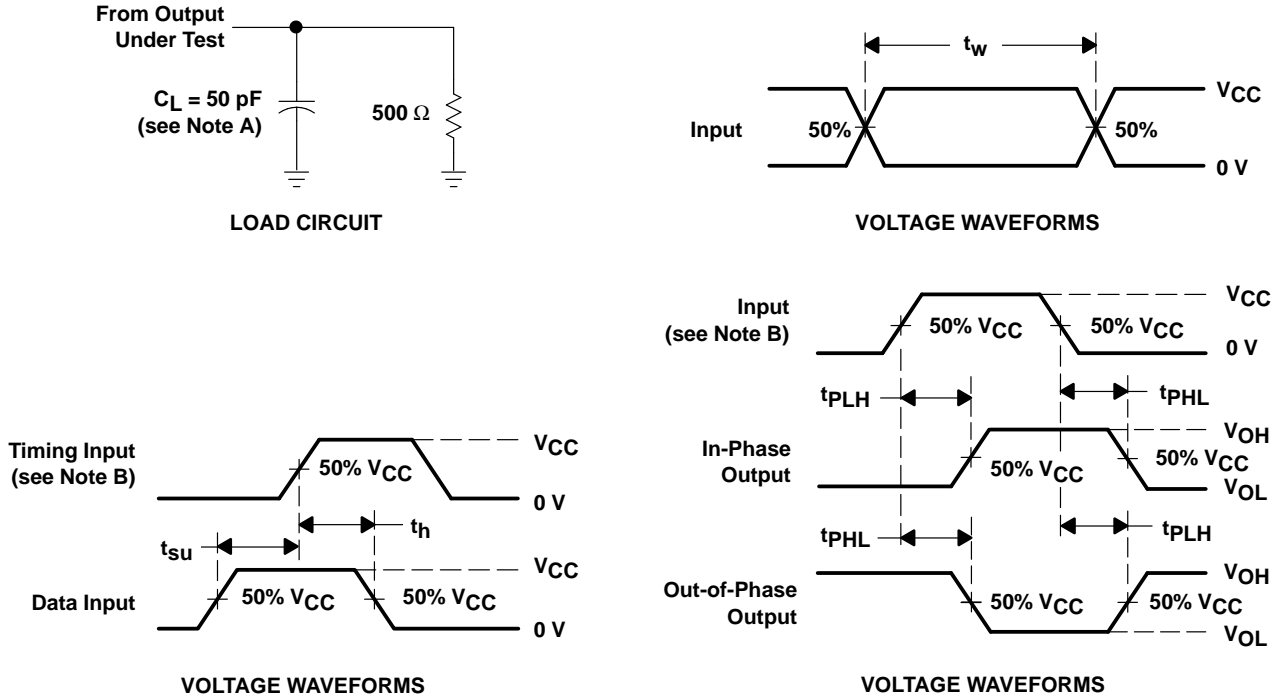 From Output
Under Test
CL = 50 pF
(see Note A)
500 Ω
LOAD CIRCUIT
tw
Input
50%
50%
VCC
0 V
VOLTAGE WAVEFORMS
Timing Input
(see Note B)
50% VCC
VCC
0 V
th
tsu
Data Input
50% VCC
50% VCC
VCC
0 V
VOLTAGE WAVEFORMS
Input
(see Note B)
50% VCC
50% VCC
VCC
0 V
tPLH
tPHL
In-Phase
Output
50% VCC
VOH
50% VCC
VOL
tPHL
tPLH
Out-of-Phase
Output
50% VCC
VOH
50% VCC
VOL
VOLTAGE WAVEFORMS